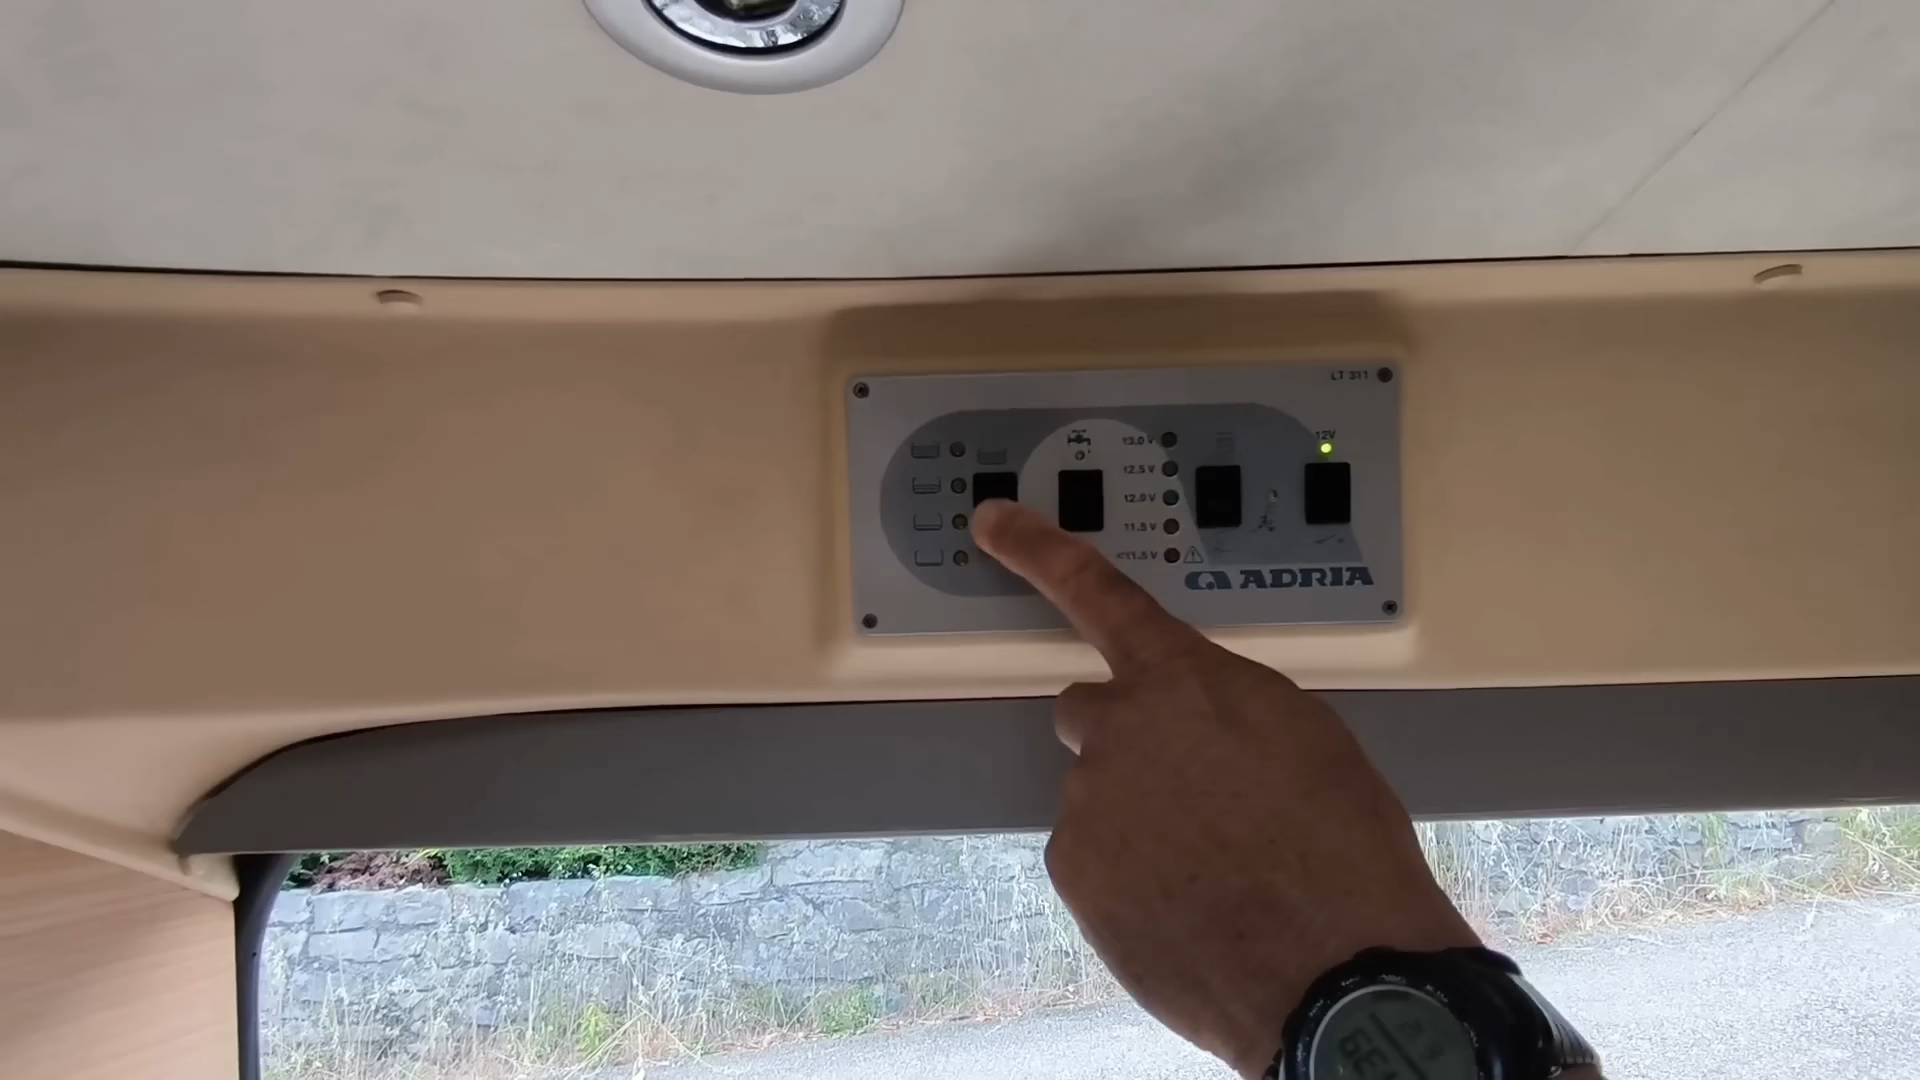 LT 311
12V
13.0 V
12.5 V
12.0 V
11.5 V
<11.5 V
ADRIA